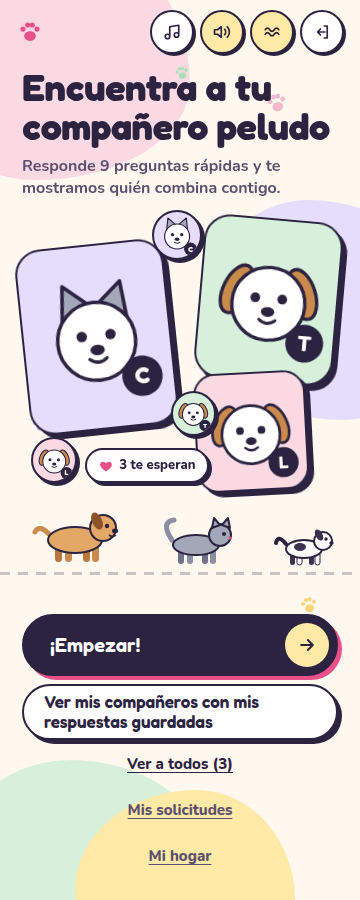 Encuentra a tu
compañero peludo
Responde 9 preguntas rápidas y te
mostramos quién combina contigo.
C
C
T
T
L
L
3 te esperan
¡Empezar!
Ver mis compañeros con mis
respuestas guardadas
Ver a todos (3)
Mis solicitudes
Mi hogar